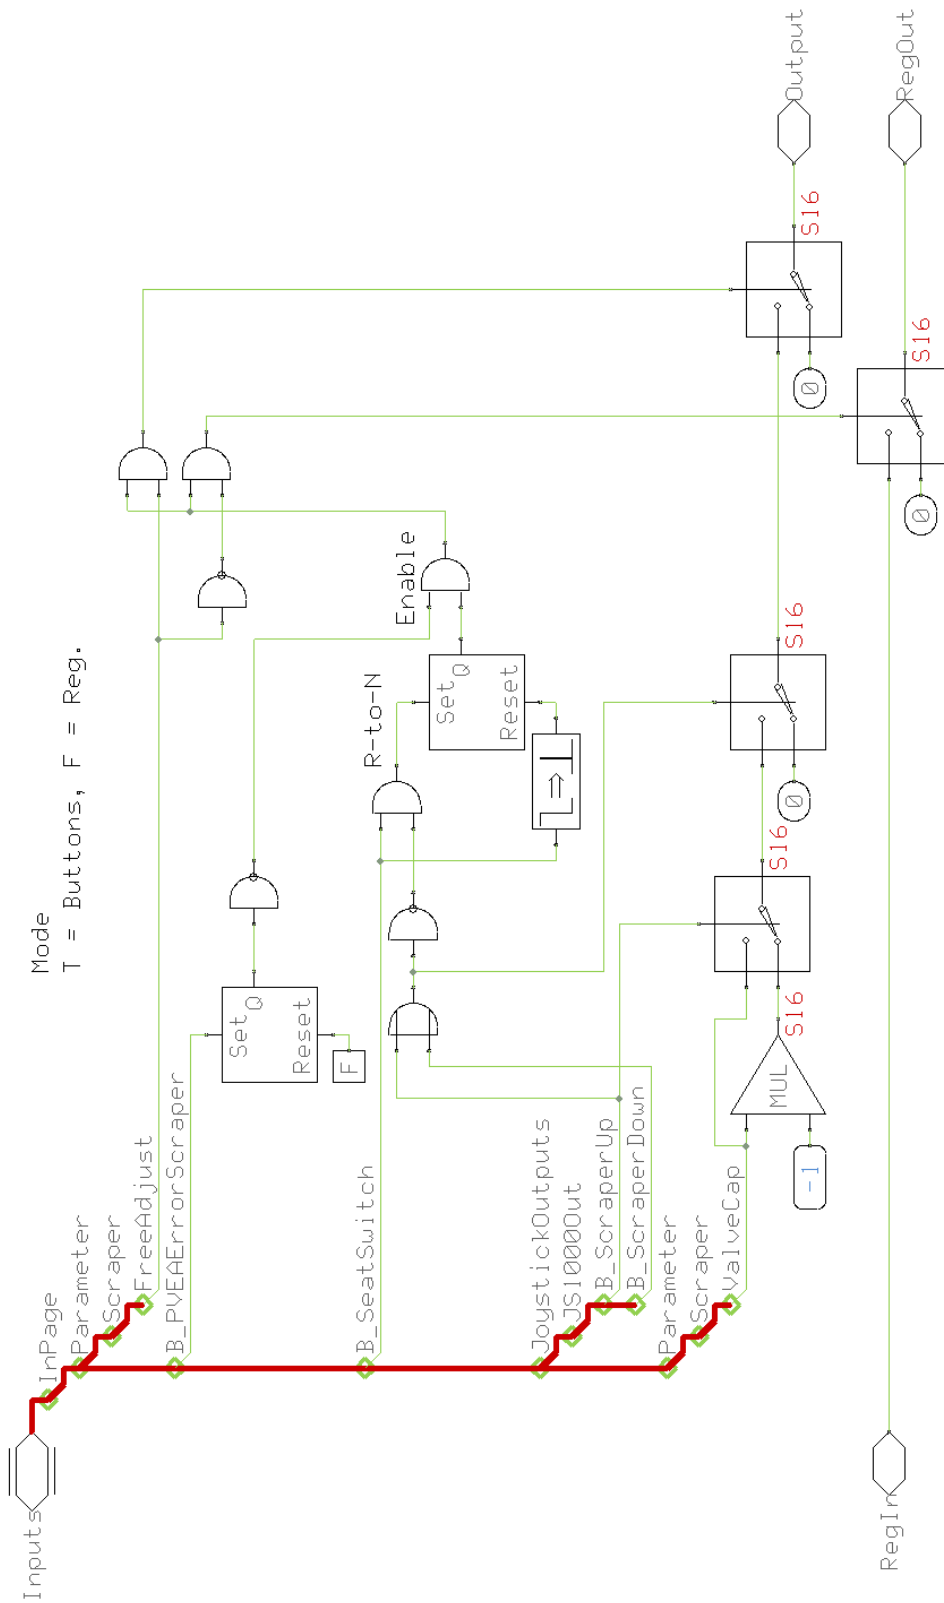 Mode
T = Buttons, F = Reg.
Inputs
InPage
Parameter
Scraper
FreeAdjust
B_PVEAErrorScraper
Set
Q
Reset
F
B_SeatSwitch
R-to-N
Enable
Set
Q
Reset
JoystickOutputs
JS1000Out
B_ScraperUp
B_ScraperDown
Parameter
Scraper
ValveCap
-1
MUL
S16
S16
0
S16
0
S16
Output
RegIn
0
S16
RegOut